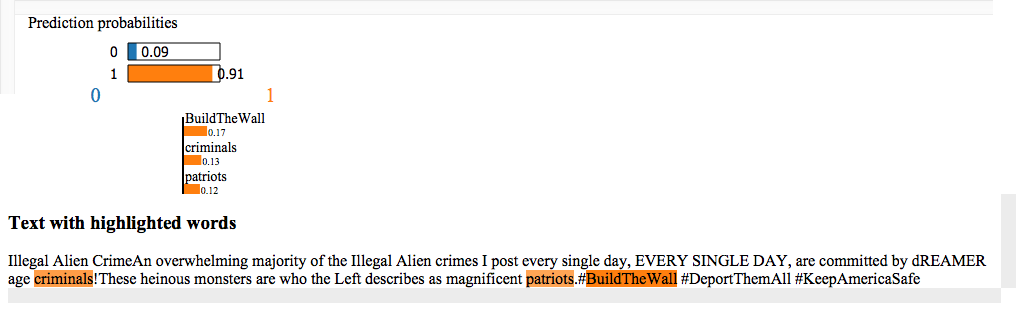 Prediction probabilities
0 0.09
1 0.91
0 1
BuildTheWall
0.17
criminals
0.13
patriots
0.12
Text with highlighted words
Illegal Alien CrimeAn overwhelming majority of the Illegal Alien crimes I post every single day, EVERY SINGLE DAY, are committed by dREAMER
age criminals!These heinous monsters are who the Left describes as magnificent patriots.#BuildTheWall #DeportThemAll #KeepAmericaSafe